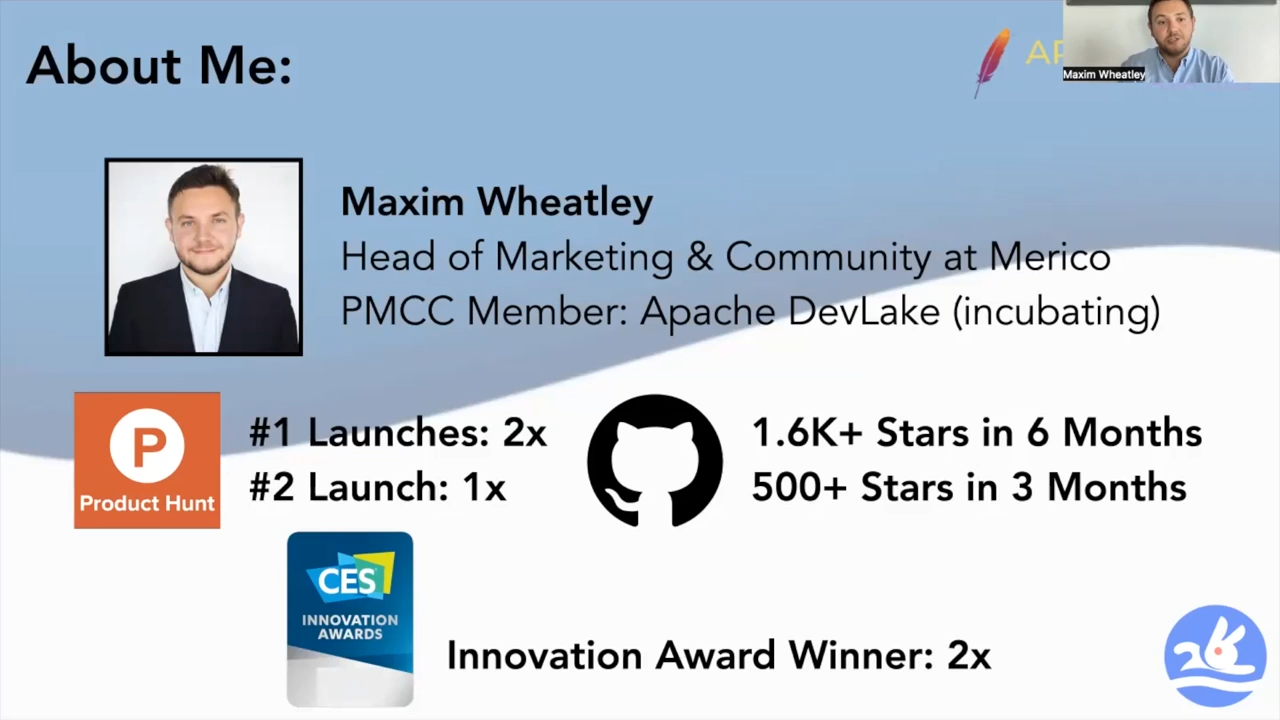 About Me:
Maxim Wheatley
Maxim Wheatley
Head of Marketing & Community at Merico
PMCC Member: Apache DevLake (incubating)
#1 Launches: 2x
#2 Launch: 1x
P
Product Hunt
1.6K+ Stars in 6 Months
500+ Stars in 3 Months
CES
INNOVATION
AWARDS
Innovation Award Winner: 2x